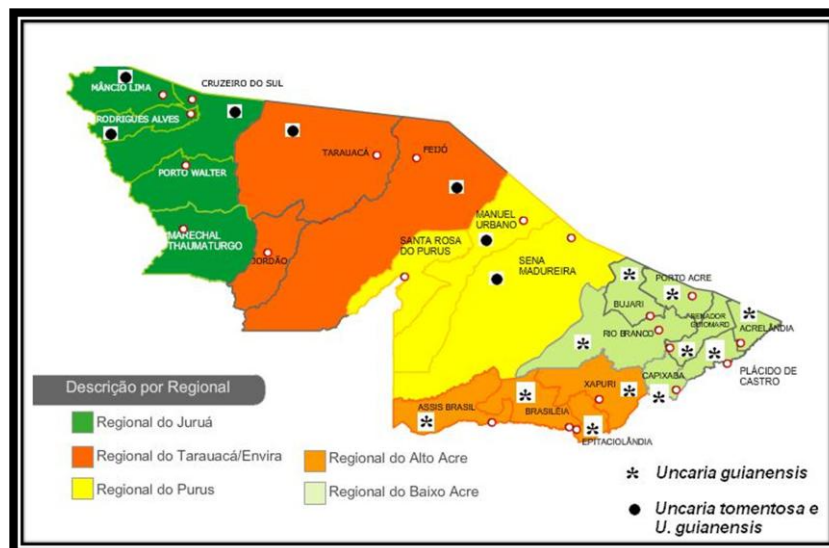 MÂNCIO LIMA
CRUZEIRO DO SUL
RODRIGUES ALVES
TARAUACÁ
FEIJÓ
PORTO WALTER
MARECHAL
THAUMATURGO
JORDÃO
SANTA ROSA
DO PURUS
MANUEL
URBANO
SENA
MADUREIRA
PORTO ACRE
BUJARI
SENADOR
GUIOMARD
ACRELÂNDIA
RIO BRANCO
PLÁCIDO DE
CASTRO
CAPIXABA
XAPURI
ASSIS BRASIL
BRASILÉIA
EPITACIOLÂNDIA
Descrição por Regional
Regional do Juruá
Regional do Tarauacá/Envira
Regional do Purus
Regional do Alto Acre
Regional do Baixo Acre
Uncaria guianensis
Uncaria tomentosa e
U. guianensis